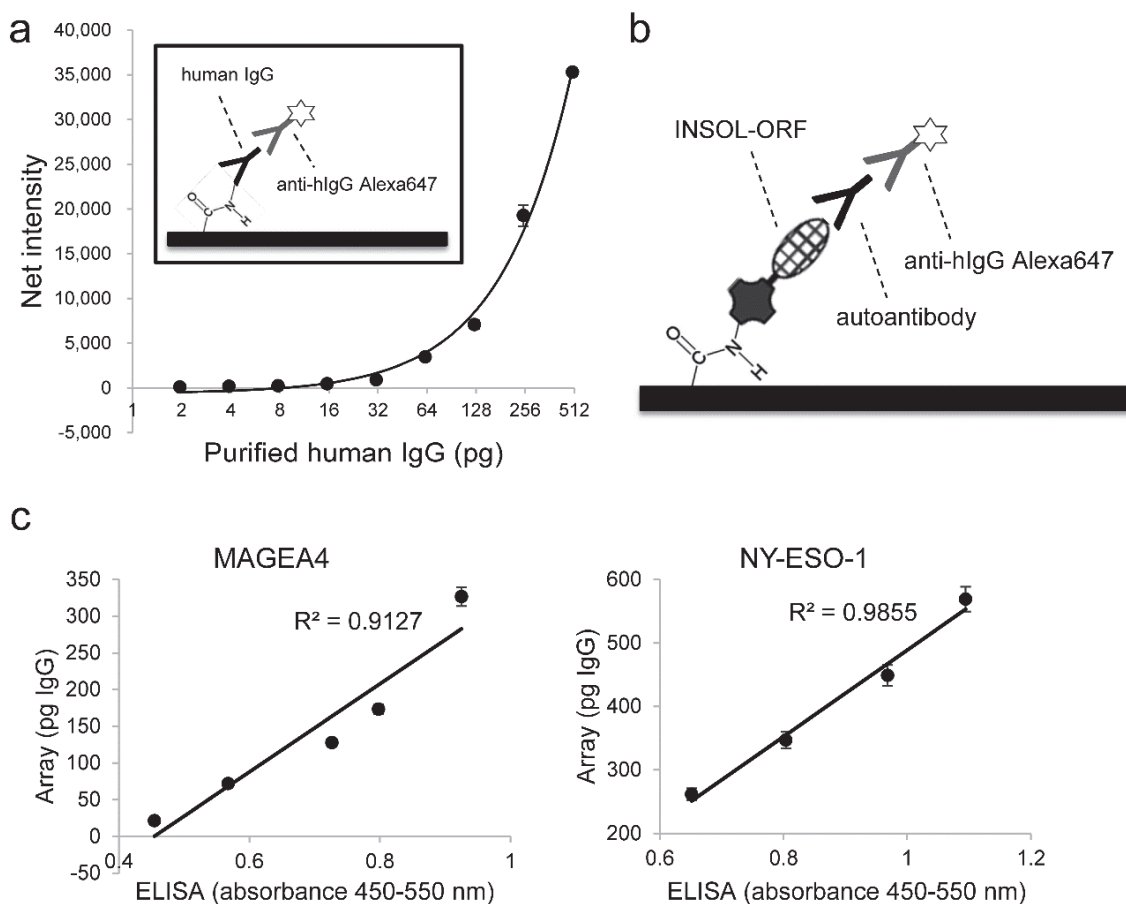 a
40,000
35,000
30,000
25,000
20,000
15,000
10,000
5,000
0
-5,000
Net intensity
1 2 4 8 16 32 64 128 256 512
Purified human IgG (pg)
human IgG
anti-hIgG Alexa647
O
C
N
H
b
INSOL-ORF
anti-hIgG Alexa647
autoantibody
O
C
N
H
c
MAGEA4
R² = 0.9127
350
300
250
200
150
100
50
0
-50
Array (pg IgG)
0.4 0.6 0.8 1
ELISA (absorbance 450-550 nm)
NY-ESO-1
R² = 0.9855
600
500
400
300
200
Array (pg IgG)
0.6 0.8 1 1.2
ELISA (absorbance 450-550 nm)